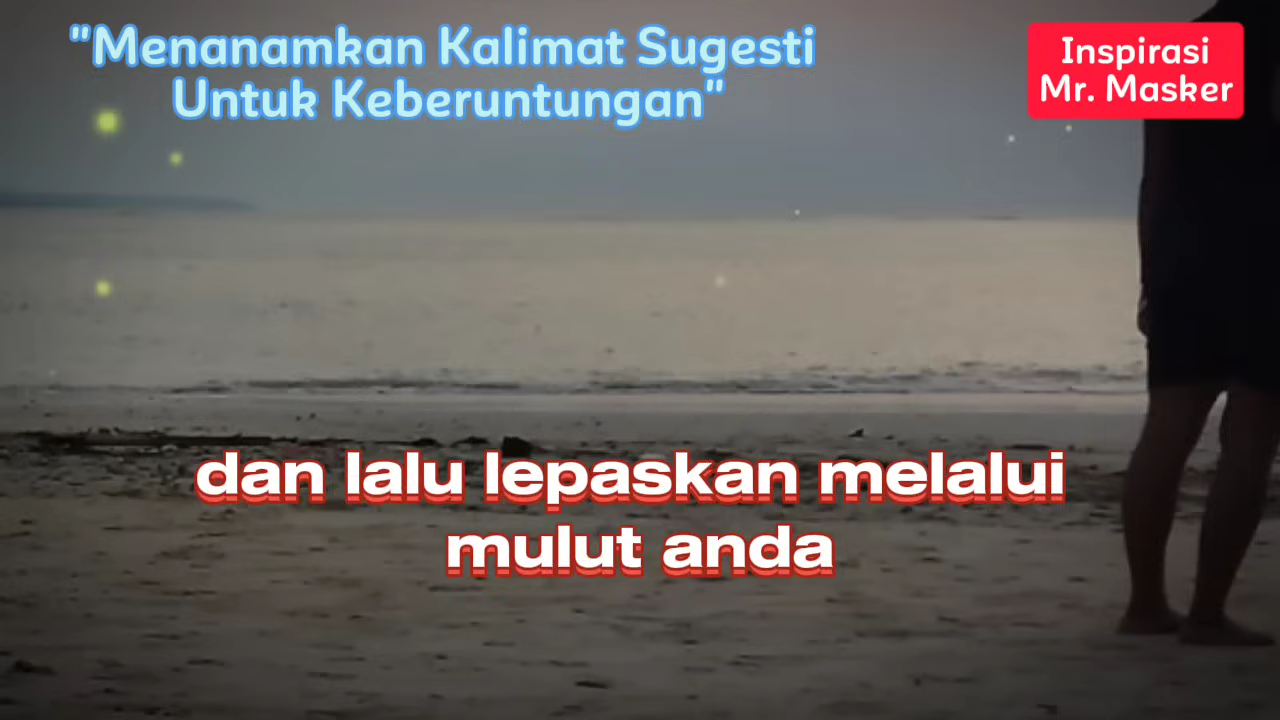 "Menanamkan Kalimat Sugesti
Untuk Keberuntungan"
Inspirasi
Mr. Masker
dan lalu lepaskan melalui
mulut anda